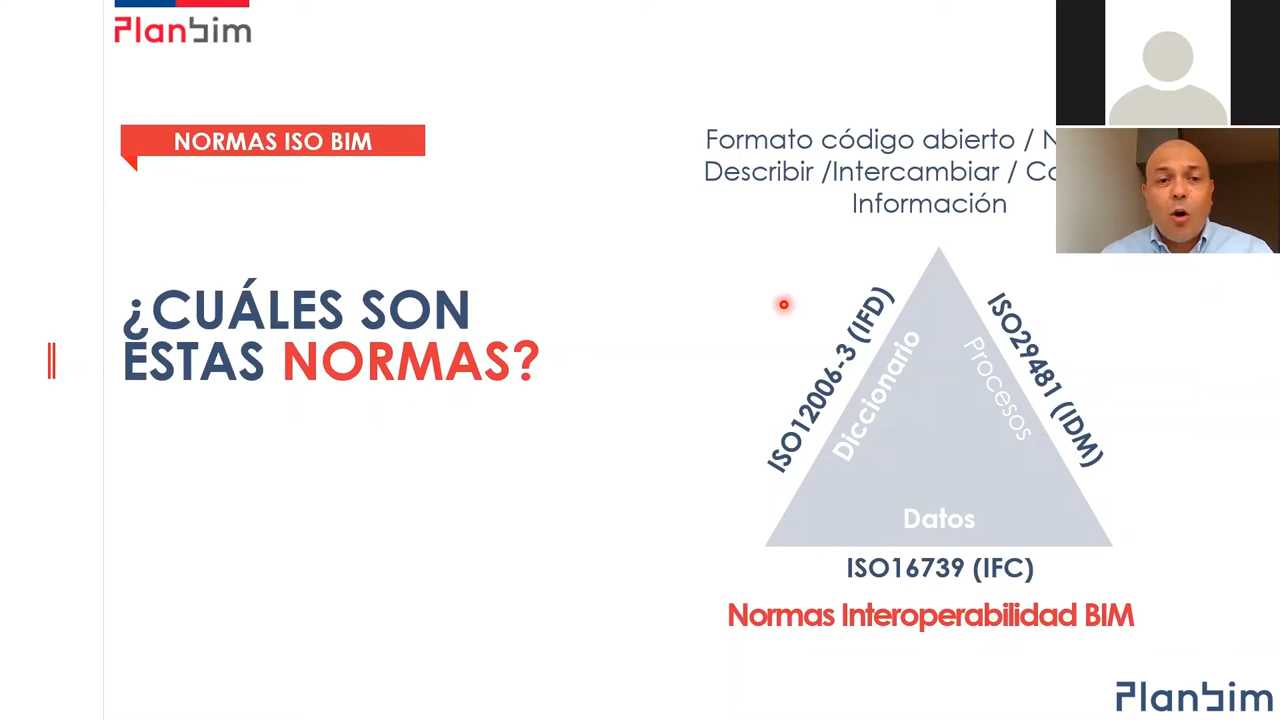 Planbim
NORMAS ISO BIM
Formato código abierto /
Describir /Intercambiar /
Información
¿CUÁLES SON
ESTAS NORMAS?
ISO12006-3 (IFD)
Diccionario
ISO29481 (IDM)
Procesos
Datos
ISO16739 (IFC)
Normas Interoperabilidad BIM
Planbim